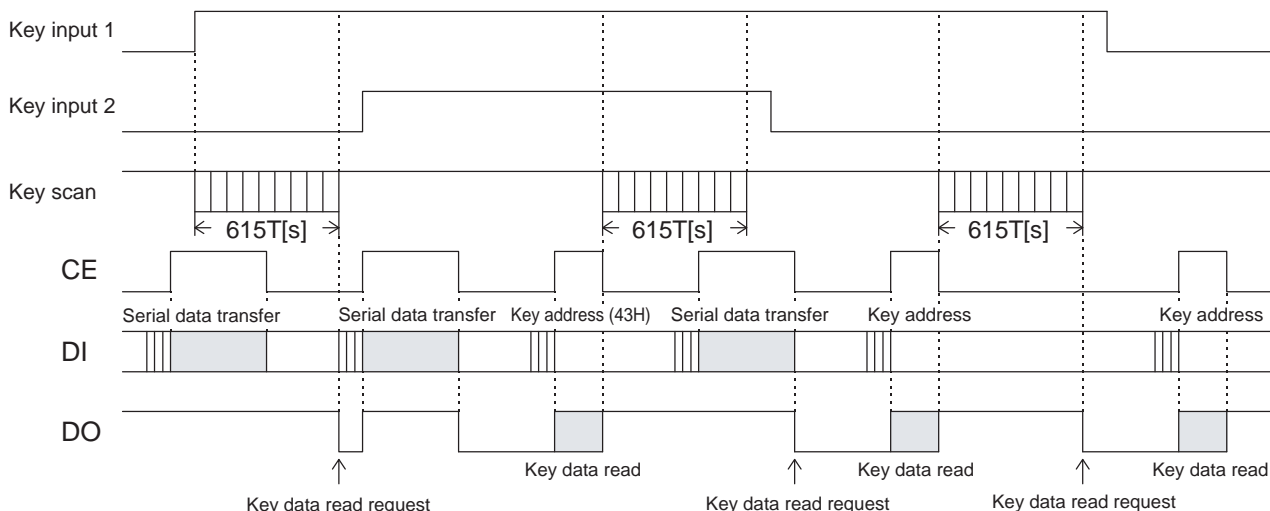 Key input 1
Key input 2
Key scan
615T[s] 615T[s] 615T[s]
CE
Serial data transfer Serial data transfer Key address (43H) Serial data transfer Key address Key address
DI
DO
Key data read Key data read Key data read
Key data read request Key data read request Key data read request